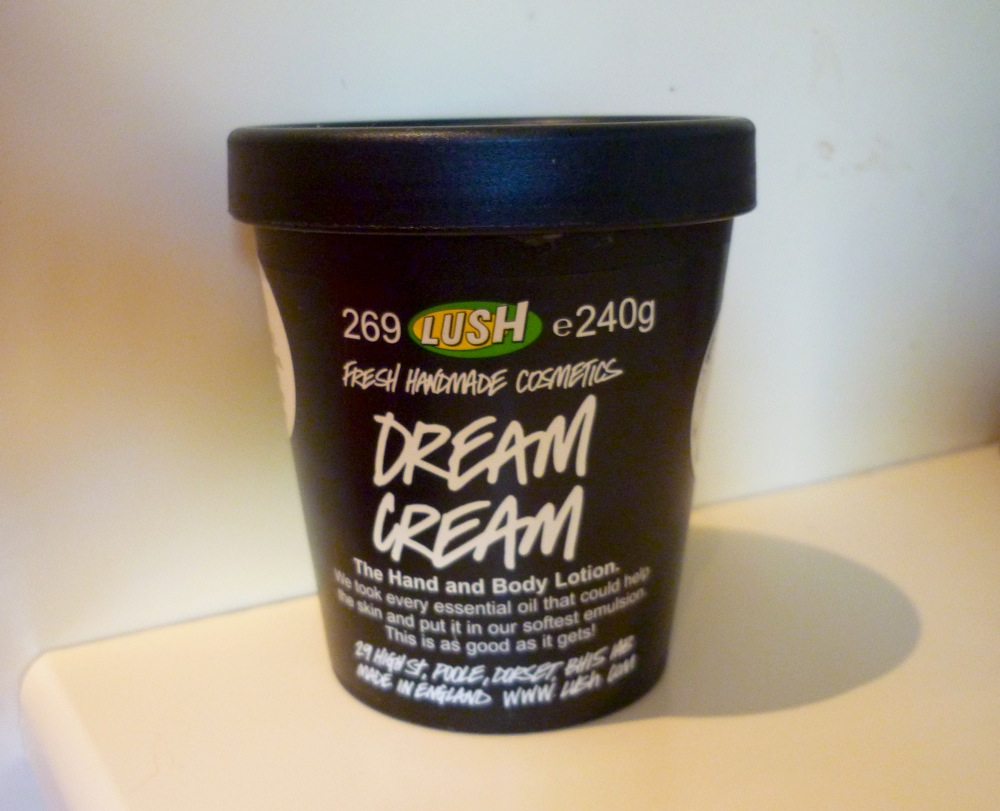 269 LUSH e240g
FRESH HANDMADE COSMETICS
DREAM
CREAM
The Hand and Body Lotion.
We took every essential oil that could help
the skin and put it in our softest emulsion.
This is as good as it gets!
29 HIGH St, POOLE, DORSET, BH15 1AB
MADE IN ENGLAND WWW. LUSH. COM